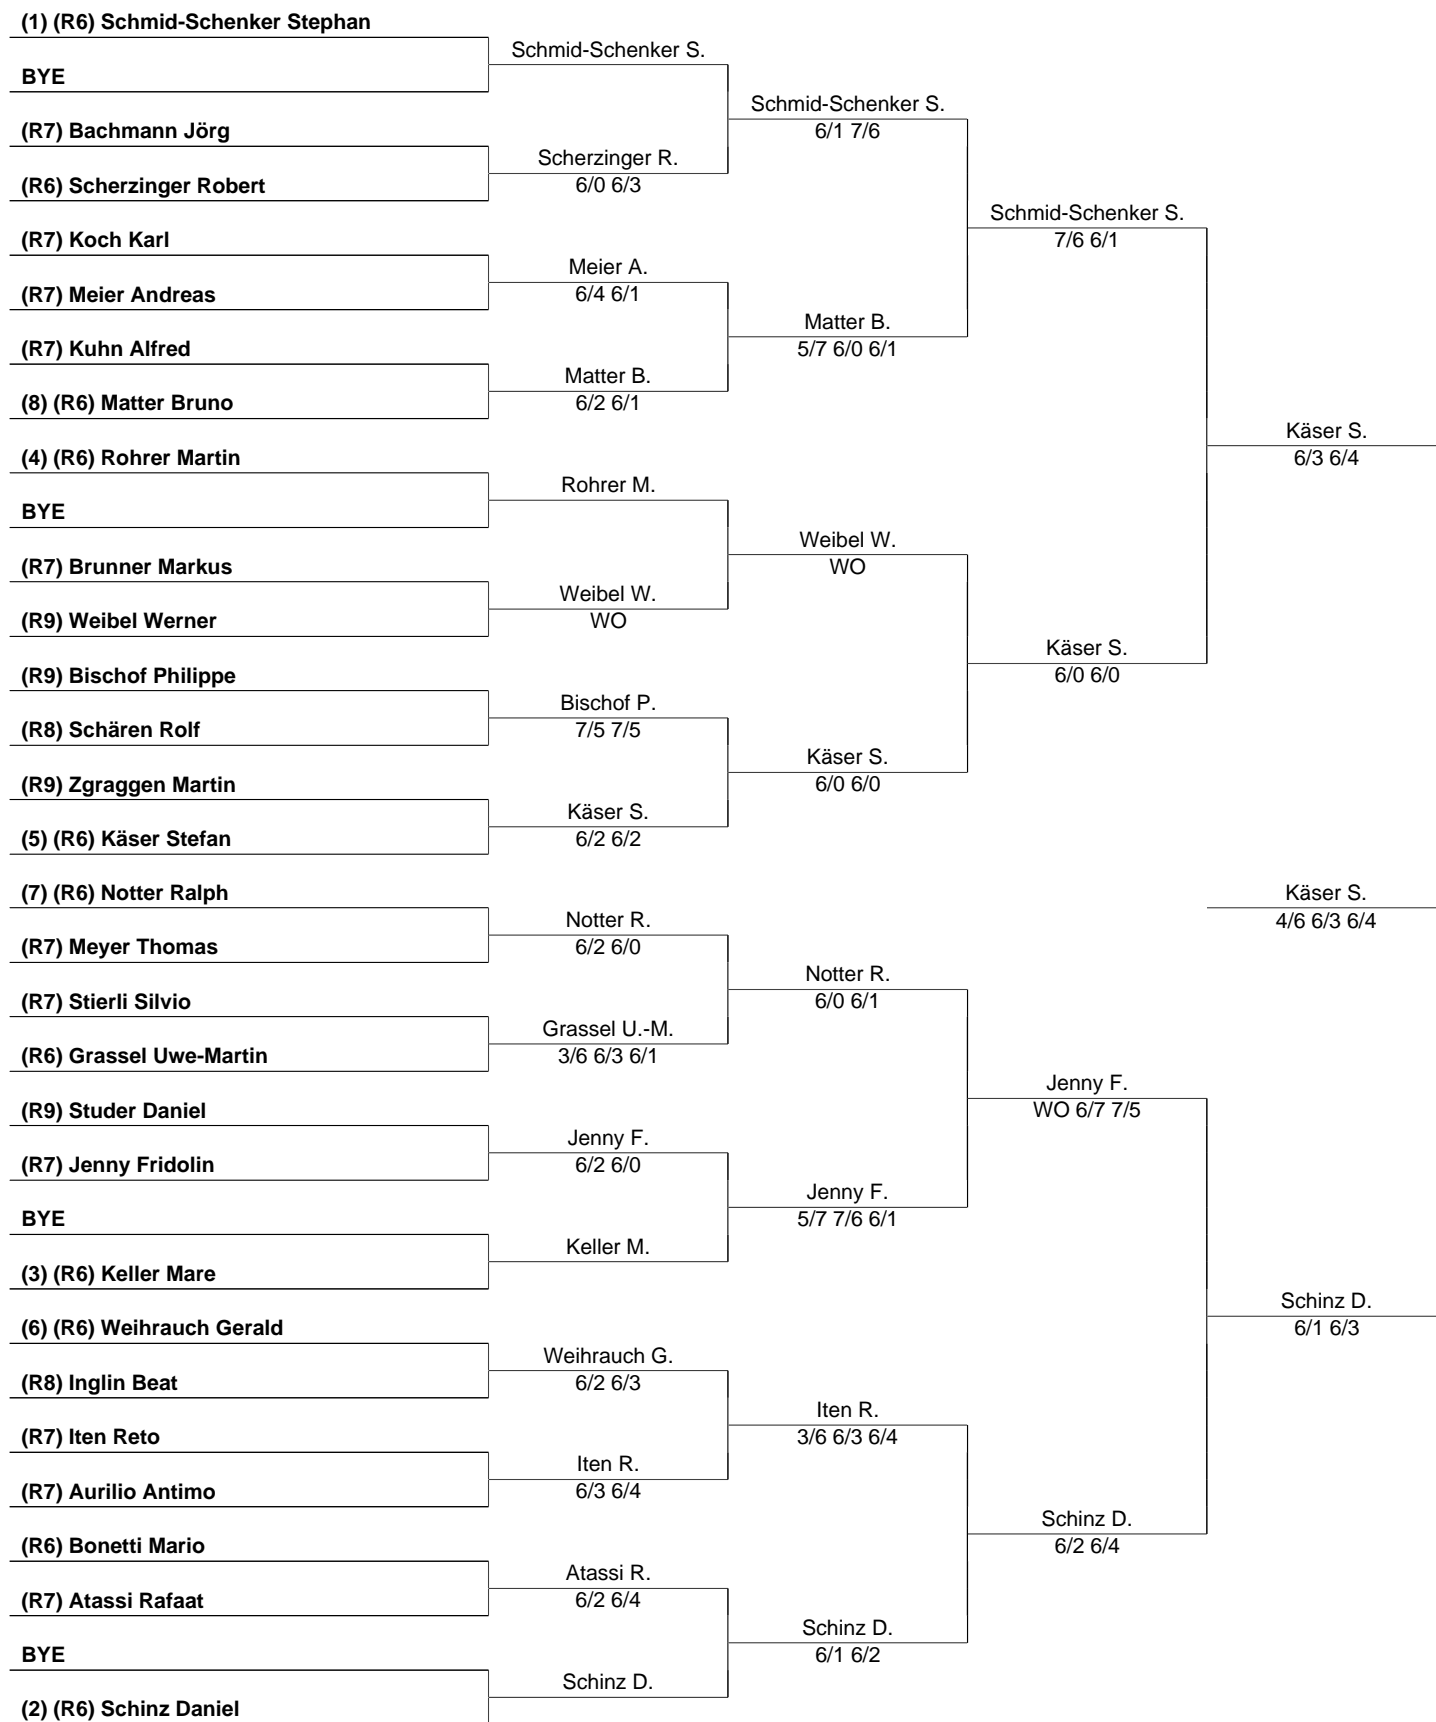 (1) (R6) Schmid-Schenker Stephan
BYE
(R7) Bachmann Jörg
(R6) Scherzinger Robert
(R7) Koch Karl
(R7) Meier Andreas
(R7) Kuhn Alfred
(8) (R6) Matter Bruno
(4) (R6) Rohrer Martin
BYE
(R7) Brunner Markus
(R9) Weibel Werner
(R9) Bischof Philippe
(R8) Schären Rolf
(R9) Zgraggen Martin
(5) (R6) Käser Stefan
(7) (R6) Notter Ralph
(R7) Meyer Thomas
(R7) Stierli Silvio
(R6) Grassel Uwe-Martin
(R9) Studer Daniel
(R7) Jenny Fridolin
BYE
(3) (R6) Keller Mare
(6) (R6) Weihrauch Gerald
(R8) Inglin Beat
(R7) Iten Reto
(R7) Aurilio Antimo
(R6) Bonetti Mario
(R7) Atassi Rafaat
BYE
(2) (R6) Schinz Daniel
Schmid-Schenker S.
Scherzinger R.
6/0 6/3
Meier A.
6/4 6/1
Matter B.
6/2 6/1
Rohrer M.
Weibel W.
WO
Bischof P.
7/5 7/5
Käser S.
6/2 6/2
Notter R.
6/2 6/0
Grassel U.-M.
3/6 6/3 6/1
Jenny F.
6/2 6/0
Keller M.
Weihrauch G.
6/2 6/3
Iten R.
6/3 6/4
Atassi R.
6/2 6/4
Schinz D.
Schmid-Schenker S.
6/1 7/6
Matter B.
5/7 6/0 6/1
Weibel W.
WO
Käser S.
6/0 6/0
Notter R.
6/0 6/1
Jenny F.
5/7 7/6 6/1
Iten R.
3/6 6/3 6/4
Schinz D.
6/1 6/2
Schmid-Schenker S.
7/6 6/1
Käser S.
6/0 6/0
Jenny F.
WO 6/7 7/5
Schinz D.
6/2 6/4
Käser S.
6/3 6/4
Käser S.
4/6 6/3 6/4
Schinz D.
6/1 6/3